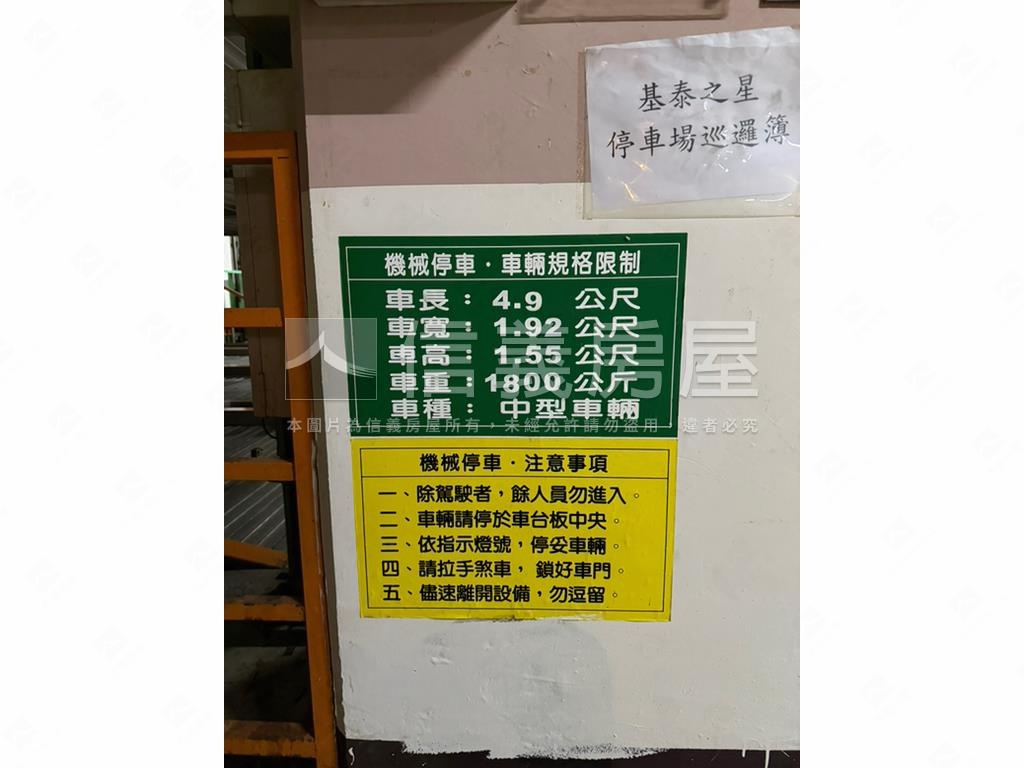 基泰之星
停車場巡邏簿
機械停車·車輛規格限制
車長：4.9 公尺
車寬：1.92 公尺
車高：1.55 公尺
車重：1800 公斤
車種：中型車輛
信義房屋
本圖片為信義房屋所有，未經允許請勿盜用，違者必究
機械停車·注意事項
一、除駕駛者，餘人員勿進入。
二、車輛請停於車台板中央。
三、依指示燈號，停妥車輛。
四、請拉手煞車，鎖好車門。
五、儘速離開設備，勿逗留。